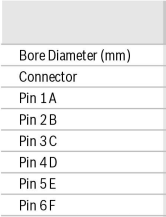 Bore Diameter (mm)
Connector
Pin 1 A
Pin 2 B
Pin 3 C
Pin 4 D
Pin 5 E
Pin 6 F